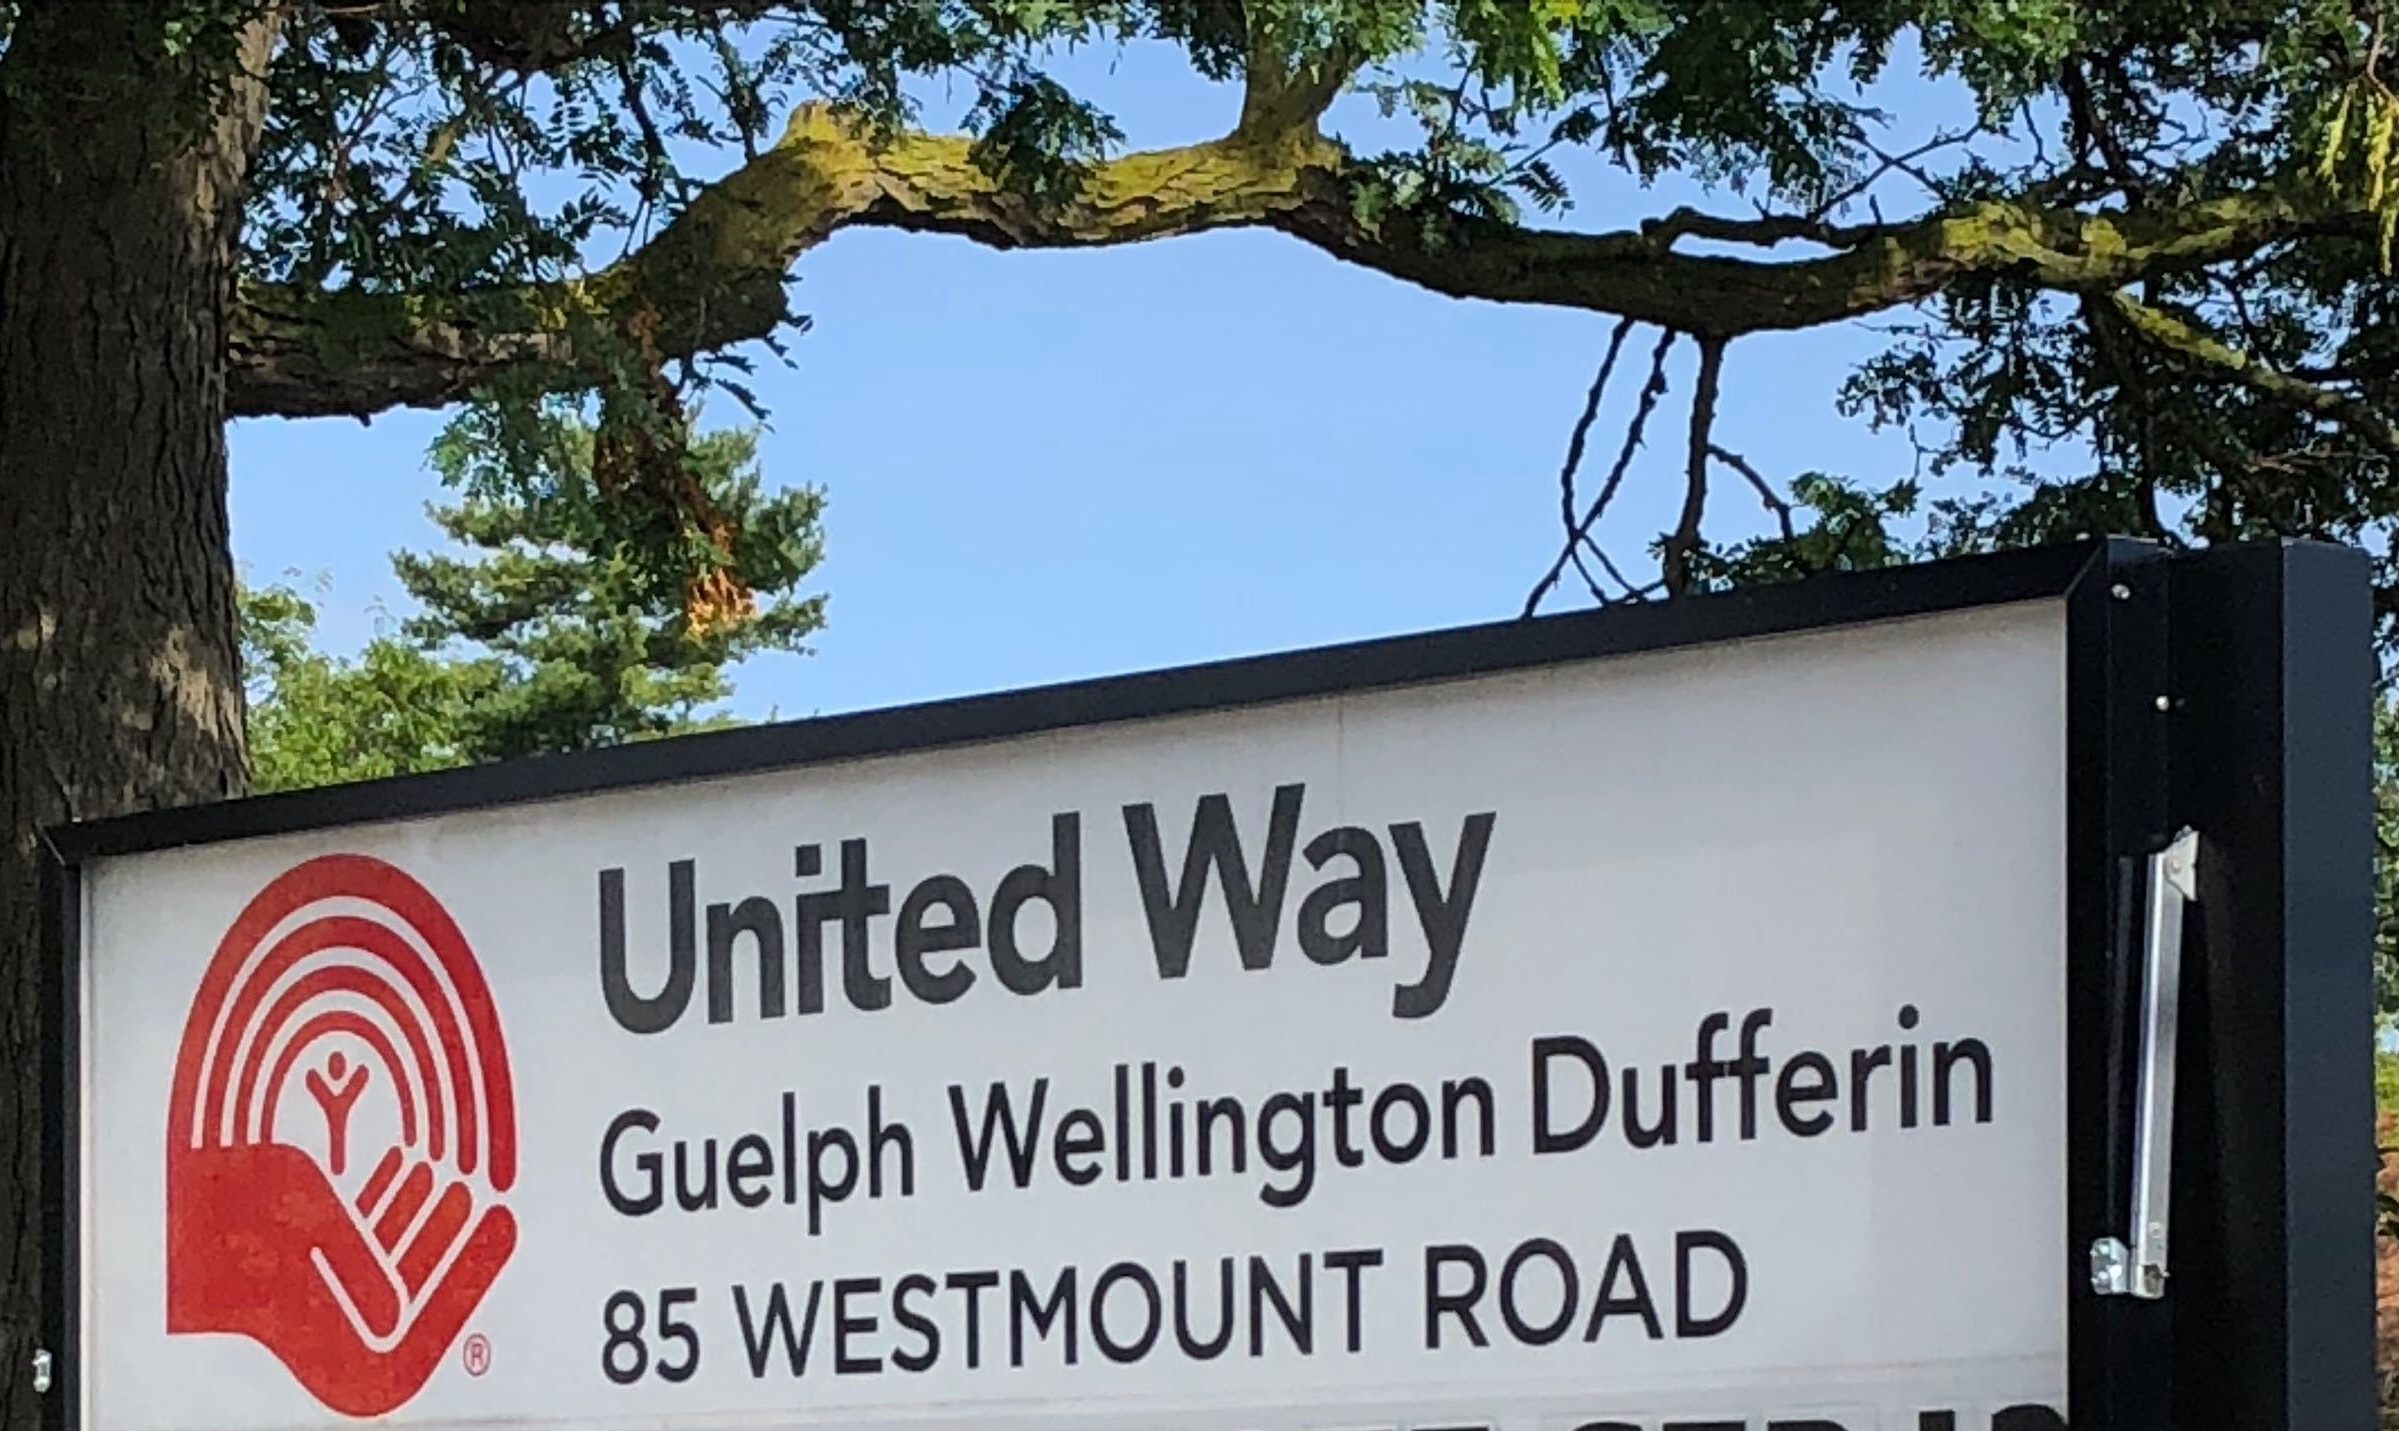 United Way
Guelph Wellington Dufferin
85 WESTMOUNT ROAD
®